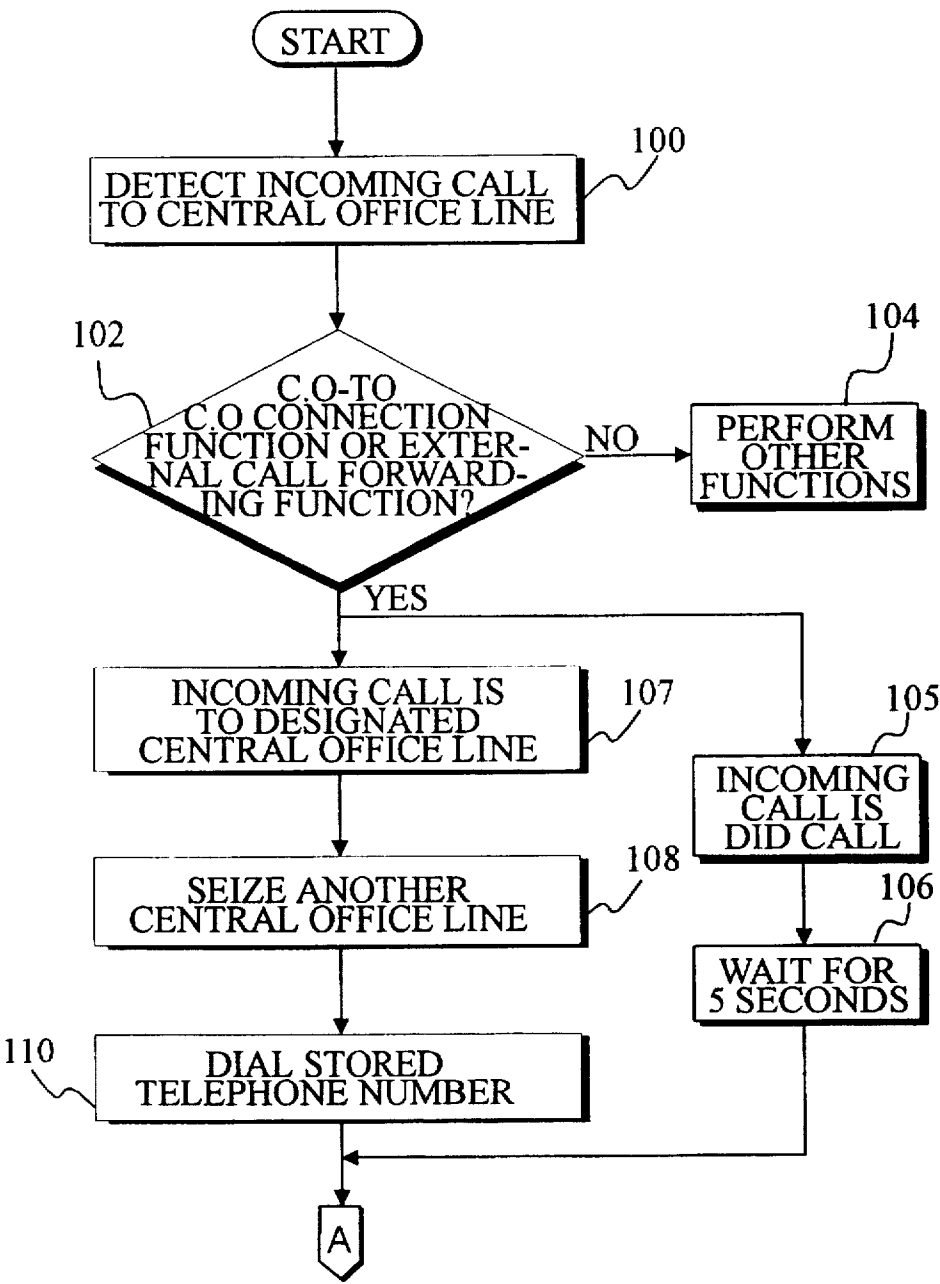 START
100
DETECT INCOMING CALL
TO CENTRAL OFFICE LINE
102
C.O-TO
C.O CONNECTION
FUNCTION OR EXTER-
NAL CALL FORWARD-
ING FUNCTION?
NO
104
PERFORM
OTHER
FUNCTIONS
YES
INCOMING CALL IS
TO DESIGNATED
CENTRAL OFFICE LINE
107
105
INCOMING
CALL IS
DID CALL
SEIZE ANOTHER
CENTRAL OFFICE LINE
108
106
WAIT FOR
5 SECONDS
110
DIAL STORED
TELEPHONE NUMBER
A